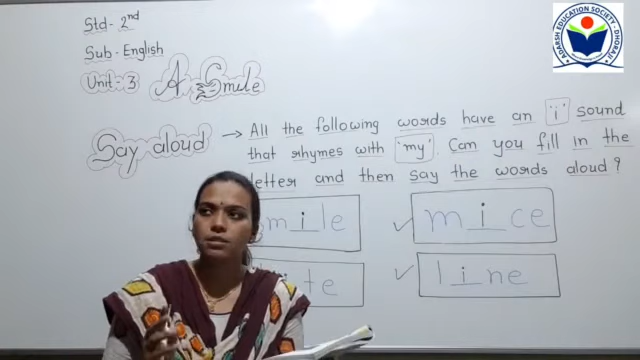 Std- 2nd
Sub- English
Unit- 3 A Smile
Say aloud → All the following words have an 'i' sound
that rhymes with 'my'. Can you fill in the
letter and then say the words aloud?
mile ✓ mice
ite ✓ line
ADARSH EDUCATION SOCIETY - DHORAJI